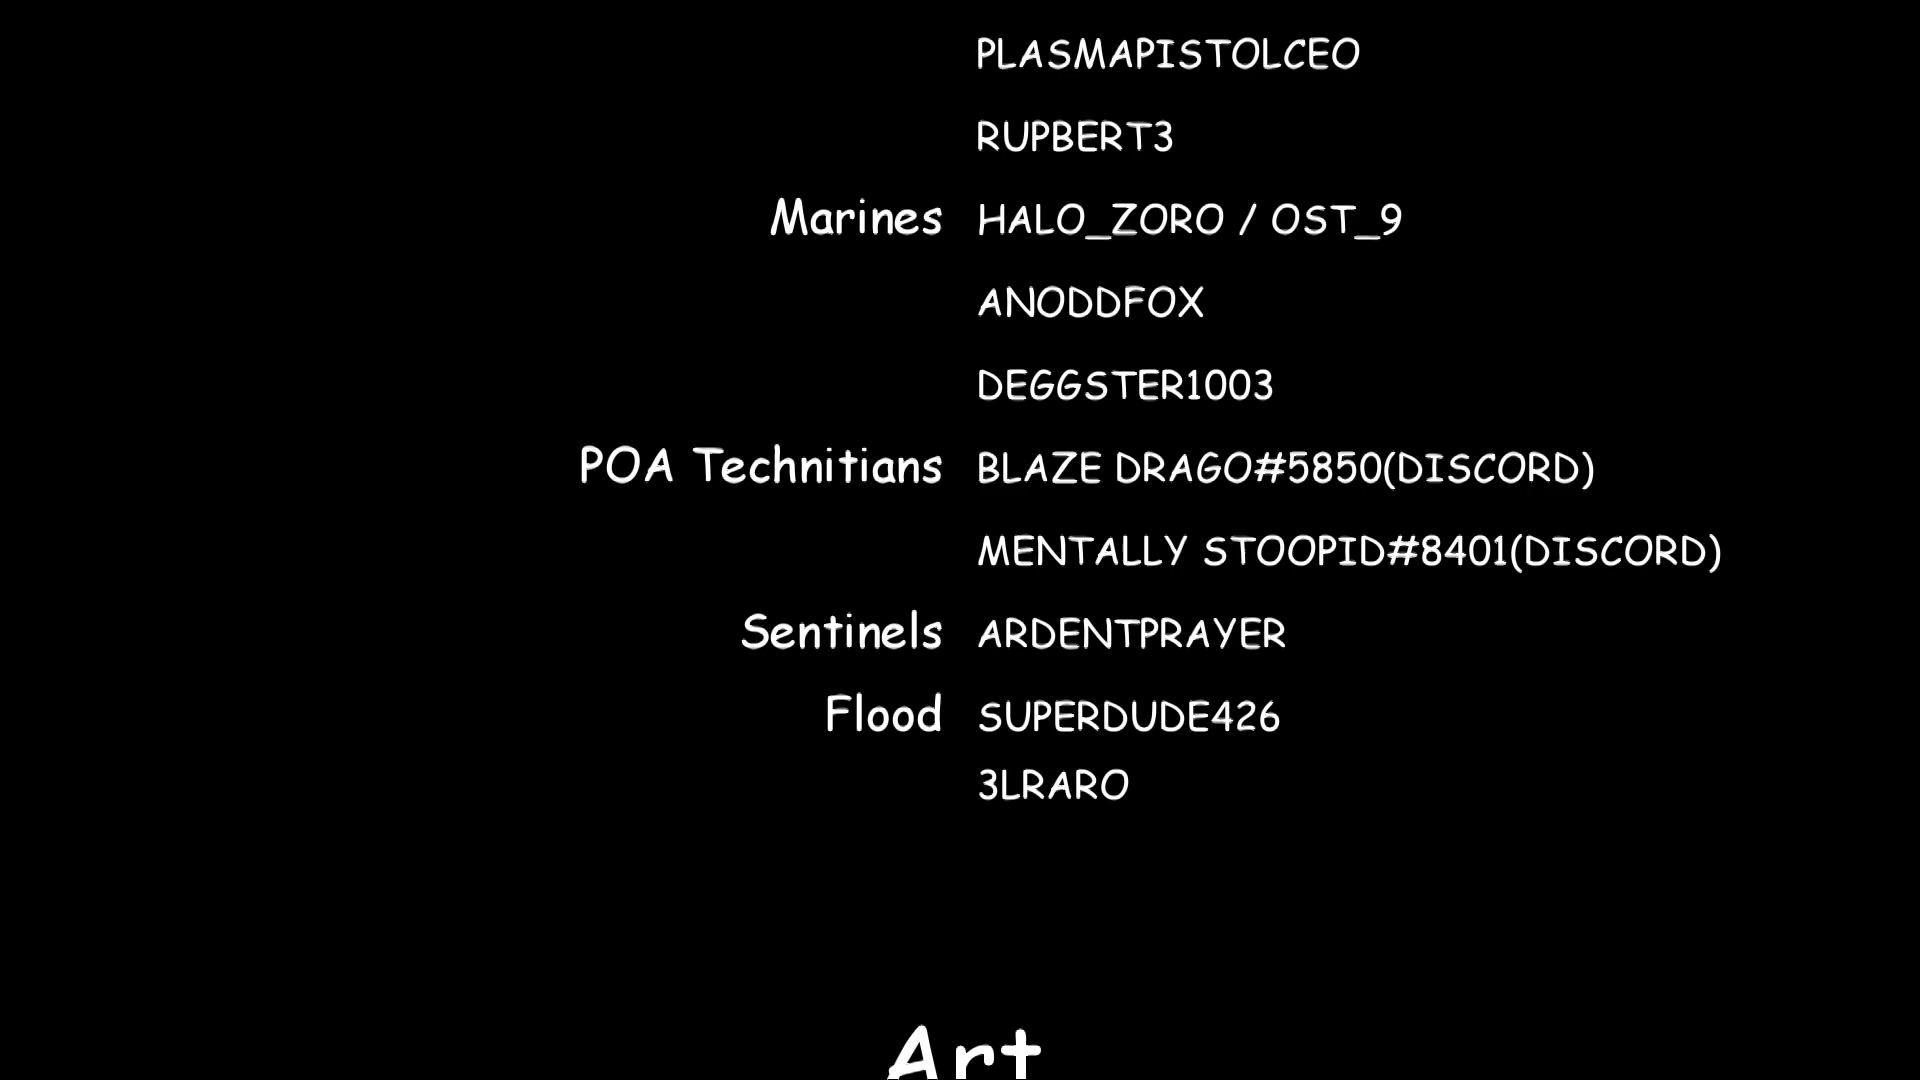 PLASMAPISTOLCEO
RUPBERT3
Marines HALO_ZORO / OST_9
ANODDFOX
DEGGSTER1003
POA Technitians BLAZE DRAGO#5850(DISCORD)
MENTALLY STOOPID#8401(DISCORD)
Sentinels ARDENTPRAYER
Flood SUPERDUDE426
3LRARO
Art